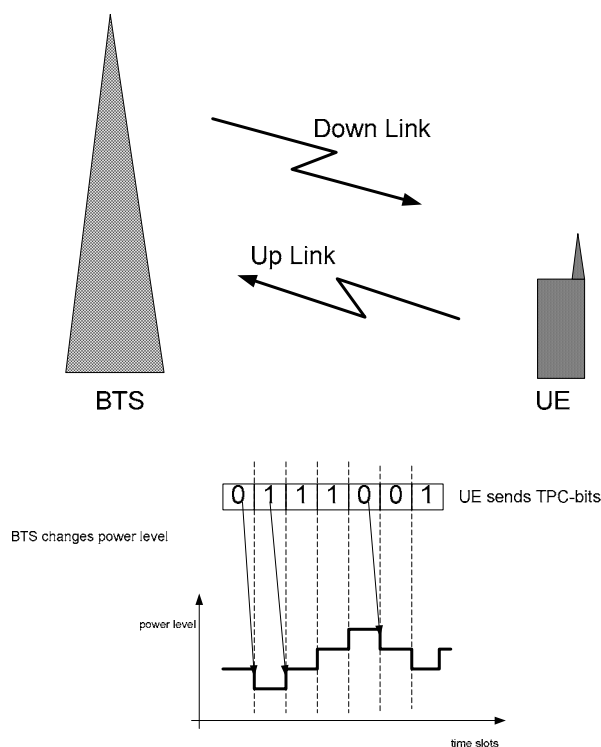 Down Link
Up Link
BTS
UE
0 1 1 1 0 0 1
UE sends TPC-bits
BTS changes power level
power level
time slots